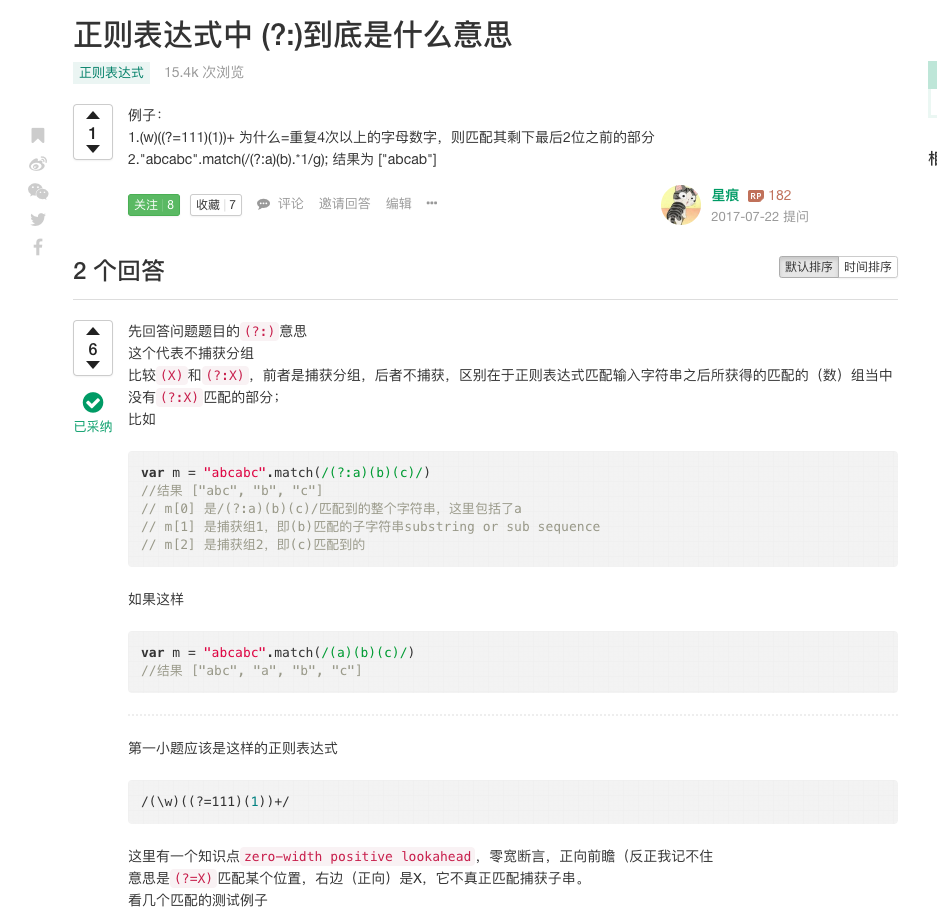 正则表达式中 (?:)到底是什么意思
正则表达式 15.4k 次浏览
1
例子：
1.(w)((?=111)(1))+ 为什么=重复4次以上的字母数字，则匹配其剩下最后2位之前的部分
2."abcabc".match(/(?:a)(b).*1/g); 结果为 ["abcab"]
关注 | 8 收藏 | 7 评论 邀请回答 编辑 •••
星痕 RP 182
2017-07-22 提问
2 个回答
默认排序 时间排序
6
已采纳
先回答问题题目的(?:)意思
这个代表不捕获分组
比较(X)和(?:X)，前者是捕获分组，后者不捕获，区别在于正则表达式匹配输入字符串之后所获得的匹配的（数）组当中
没有(?:X)匹配的部分；
比如
var m = "abcabc".match(/(?:a)(b)(c)/)
//结果 ["abc", "b", "c"]
// m[0] 是/(?:a)(b)(c)/匹配到的整个字符串，这里包括了a
// m[1] 是捕获组1，即(b)匹配的子字符串substring or sub sequence
// m[2] 是捕获组2，即(c)匹配到的
如果这样
var m = "abcabc".match(/(a)(b)(c)/)
//结果 ["abc", "a", "b", "c"]
第一小题应该是这样的正则表达式
/(\w)((?=111)(1))+/
这里有一个知识点zero-width positive lookahead，零宽断言，正向前瞻（反正我记不住
意思是(?=X)匹配某个位置，右边（正向）是X，它不真正匹配捕获子串。
看几个匹配的测试例子